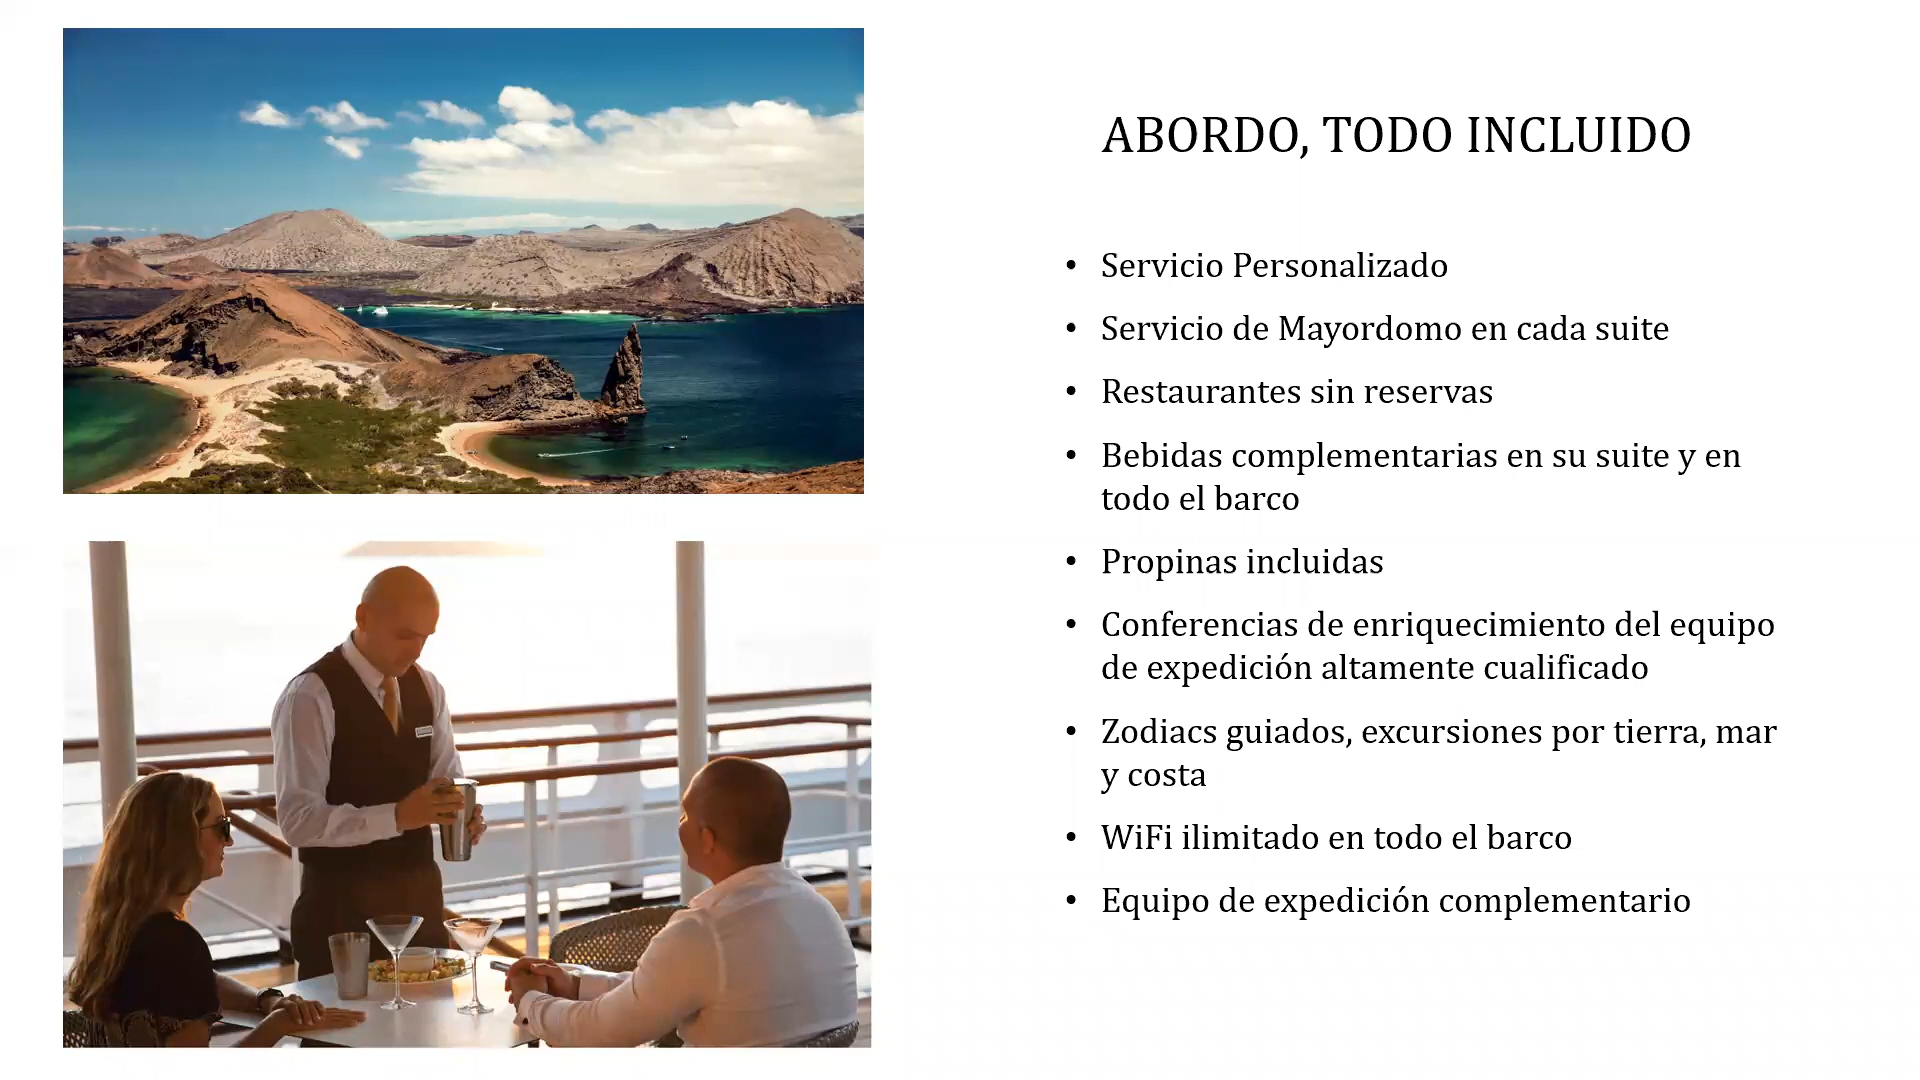 ABORDO, TODO INCLUIDO
• Servicio Personalizado
• Servicio de Mayordomo en cada suite
• Restaurantes sin reservas
• Bebidas complementarias en su suite y en
todo el barco
• Propinas incluidas
• Conferencias de enriquecimiento del equipo
de expedición altamente cualificado
• Zodiacs guiados, excursiones por tierra, mar
y costa
• WiFi ilimitado en todo el barco
• Equipo de expedición complementario